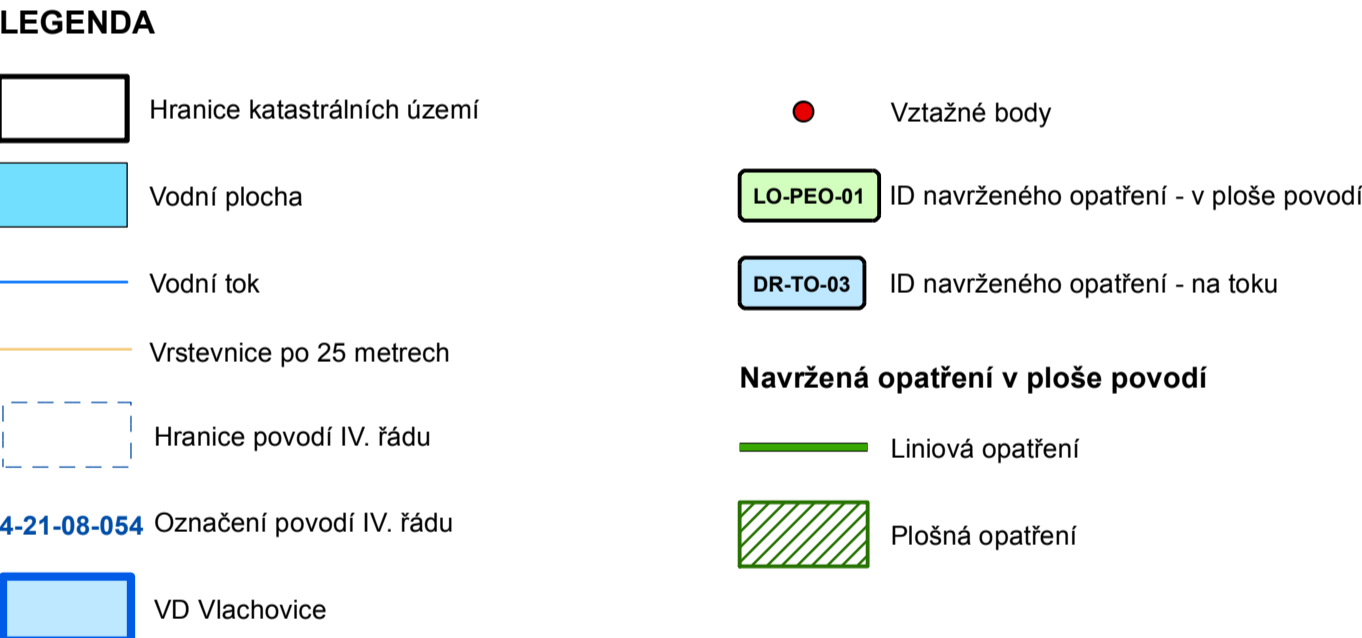 LEGENDA
Hranice katastrálních území
Vodní plocha
Vodní tok
Vrstevnice po 25 metrech
Hranice povodí IV. řádu
4-21-08-054 Označení povodí IV. řádu
VD Vlachovice
Vztažné body
LO-PEO-01 ID navrženého opatření - v ploše povodí
DR-TO-03 ID navrženého opatření - na toku
Navržená opatření v ploše povodí
Liniová opatření
Plošná opatření